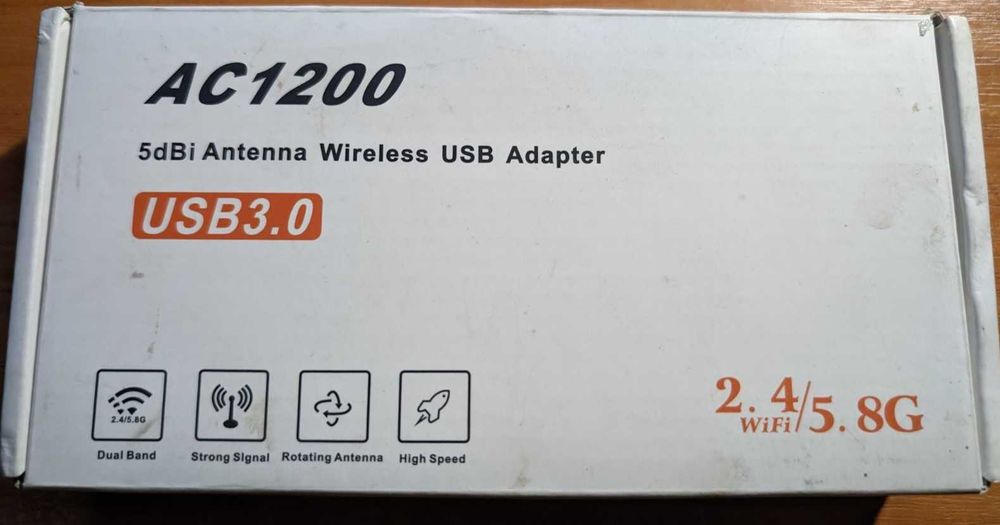 AC1200
5dBi Antenna Wireless USB Adapter
USB3.0
2.4/5.8G
Dual Band
Strong Signal
Rotating Antenna
High Speed
2.4/5.8G
WiFi